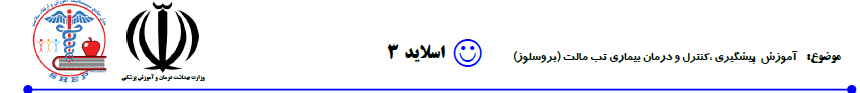 موضوع: آموزش پیشگیری ،کنترل و درمان بیماری تب مالت (بروسلوز)
اسلاید ۳
وزارت بهداشت درمان و آموزش پزشکی
SHEP